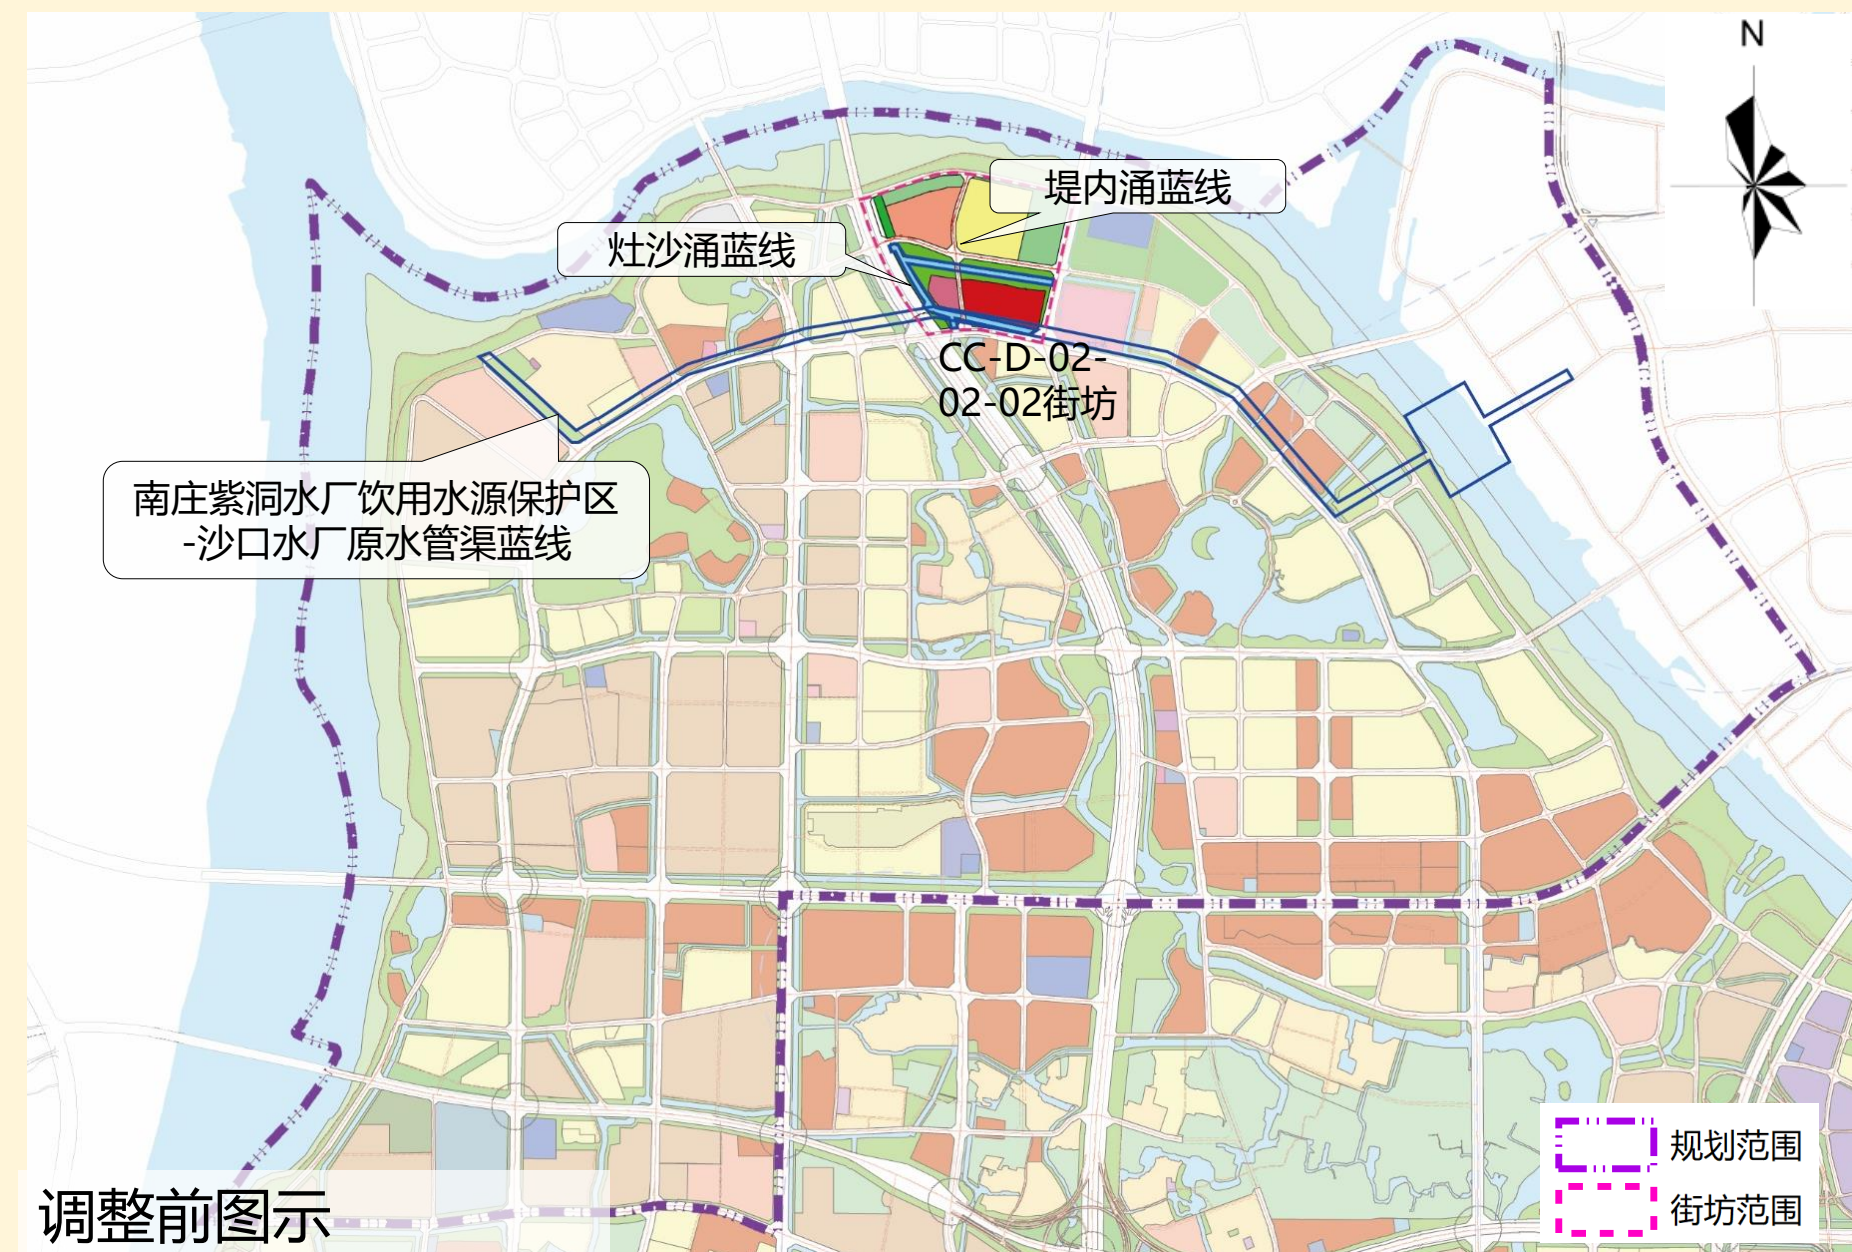 N
堤内涌蓝线
灶沙涌蓝线
CC-D-02-
02-02街坊
南庄紫洞水厂饮用水源保护区
-沙口水厂原水管渠蓝线
规划范围
街坊范围
调整前图示